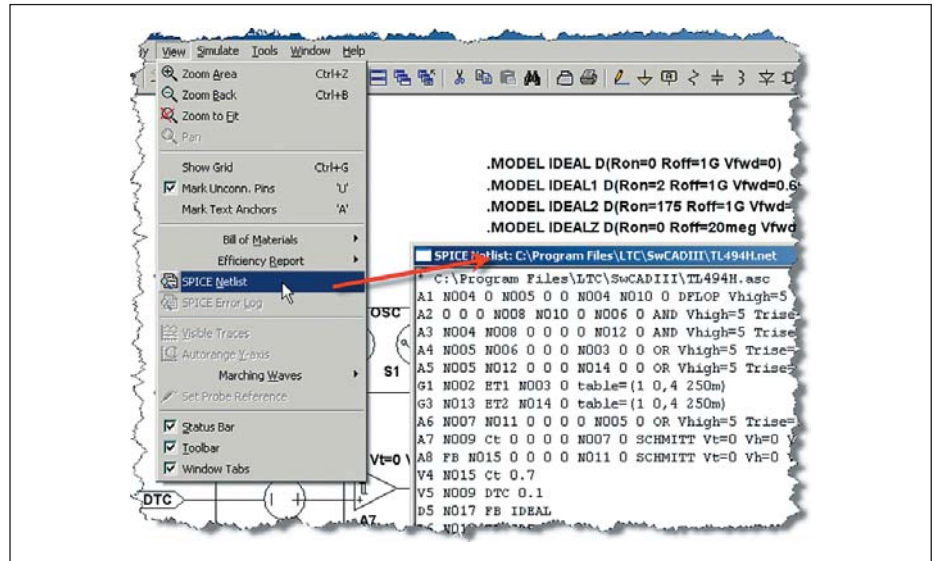 View Simulate Tools Window Help
Zoom Area Ctrl+Z
Zoom Back Ctrl+B
Zoom to Fit
Pan
Show Grid Ctrl+G
Mark Unconn. Pins 'U'
Mark Text Anchors 'A'
Bill of Materials
Efficiency Report
SPICE Netlist
SPICE Error Log
Visible Traces
Autorange Y-axis
Marching Waves
Set Probe Reference
Status Bar
Toolbar
Window Tabs
.MODEL IDEAL D(Ron=0 Roff=1G Vfwd=0)
.MODEL IDEAL1 D(Ron=2 Roff=1G Vfwd=0.6
.MODEL IDEAL2 D(Ron=175 Roff=1G Vfwd=
.MODEL IDEALZ D(Ron=0 Roff=20meg Vfwd
SPICE Netlist: C:\Program Files\LTC\SwCADIII\TL494H.net
* C:\Program Files\LTC\SwCADIII\TL494H.asc
A1 N004 0 N005 0 0 N004 N010 0 DFLOP Vhigh=5
A2 0 0 0 N008 N010 0 N006 0 AND Vhigh=5 Trise=
A3 N004 N008 0 0 0 0 N012 0 AND Vhigh=5 Trise=
A4 N005 N006 0 0 0 N003 0 0 OR Vhigh=5 Trise=
A5 N005 N012 0 0 0 N014 0 0 OR Vhigh=5 Trise=
G1 N002 ET1 N003 0 table=(1 0,4 250m)
G3 N013 ET2 N014 0 table=(1 0,4 250m)
A6 N007 N011 0 0 0 0 N005 0 OR Vhigh=5 Trise=
A7 N009 Ct 0 0 0 0 N007 0 SCHMITT Vt=0 Vh=0
A8 FB N015 0 0 0 0 N011 0 SCHMITT Vt=0 Vh=0
V4 N015 Ct 0.7
V5 N009 DTC 0.1
D5 N017 FB IDEAL
OSC
S1
Vt=0
DTC
A7